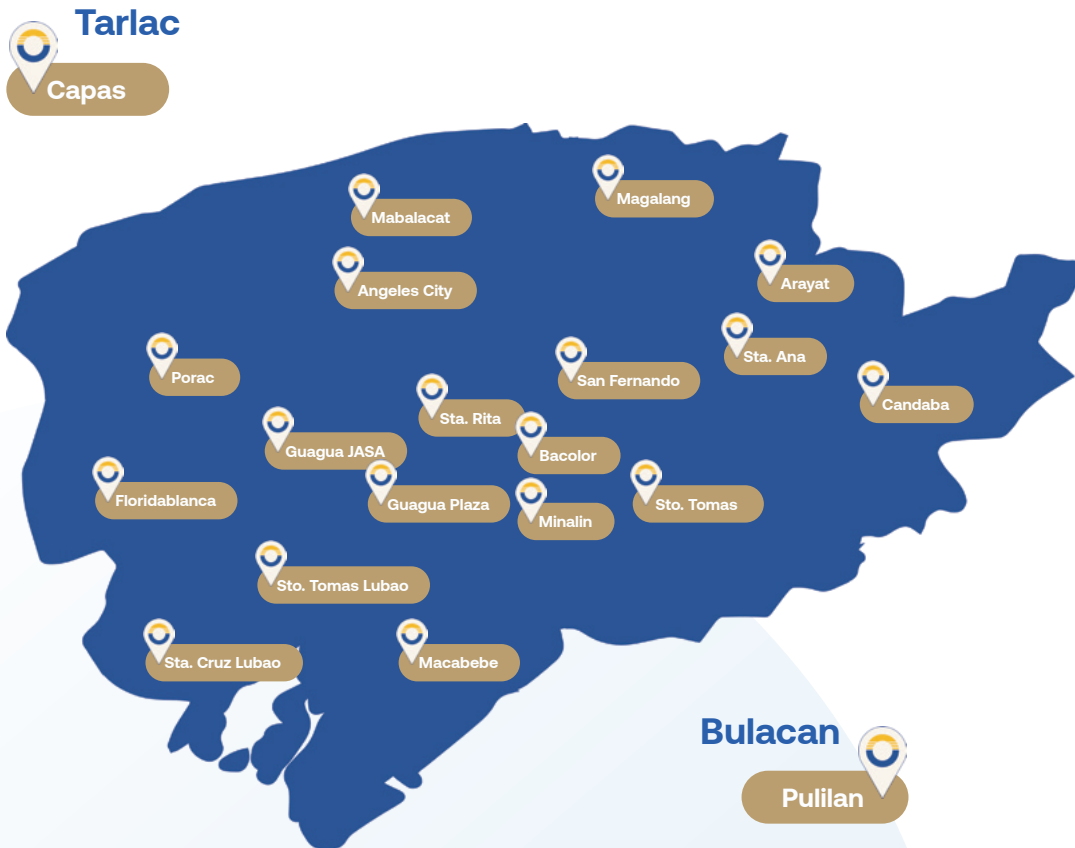 Tarlac
Capas
Magalang
Mabalacat
Arayat
Angeles City
Sta. Ana
Porac
San Fernando
Candaba
Sta. Rita
Guagua JASA
Bacolor
Floridablanca
Guagua Plaza
Sto. Tomas
Minalin
Sto. Tomas Lubao
Sta. Cruz Lubao
Macabebe
Bulacan
Pulilan